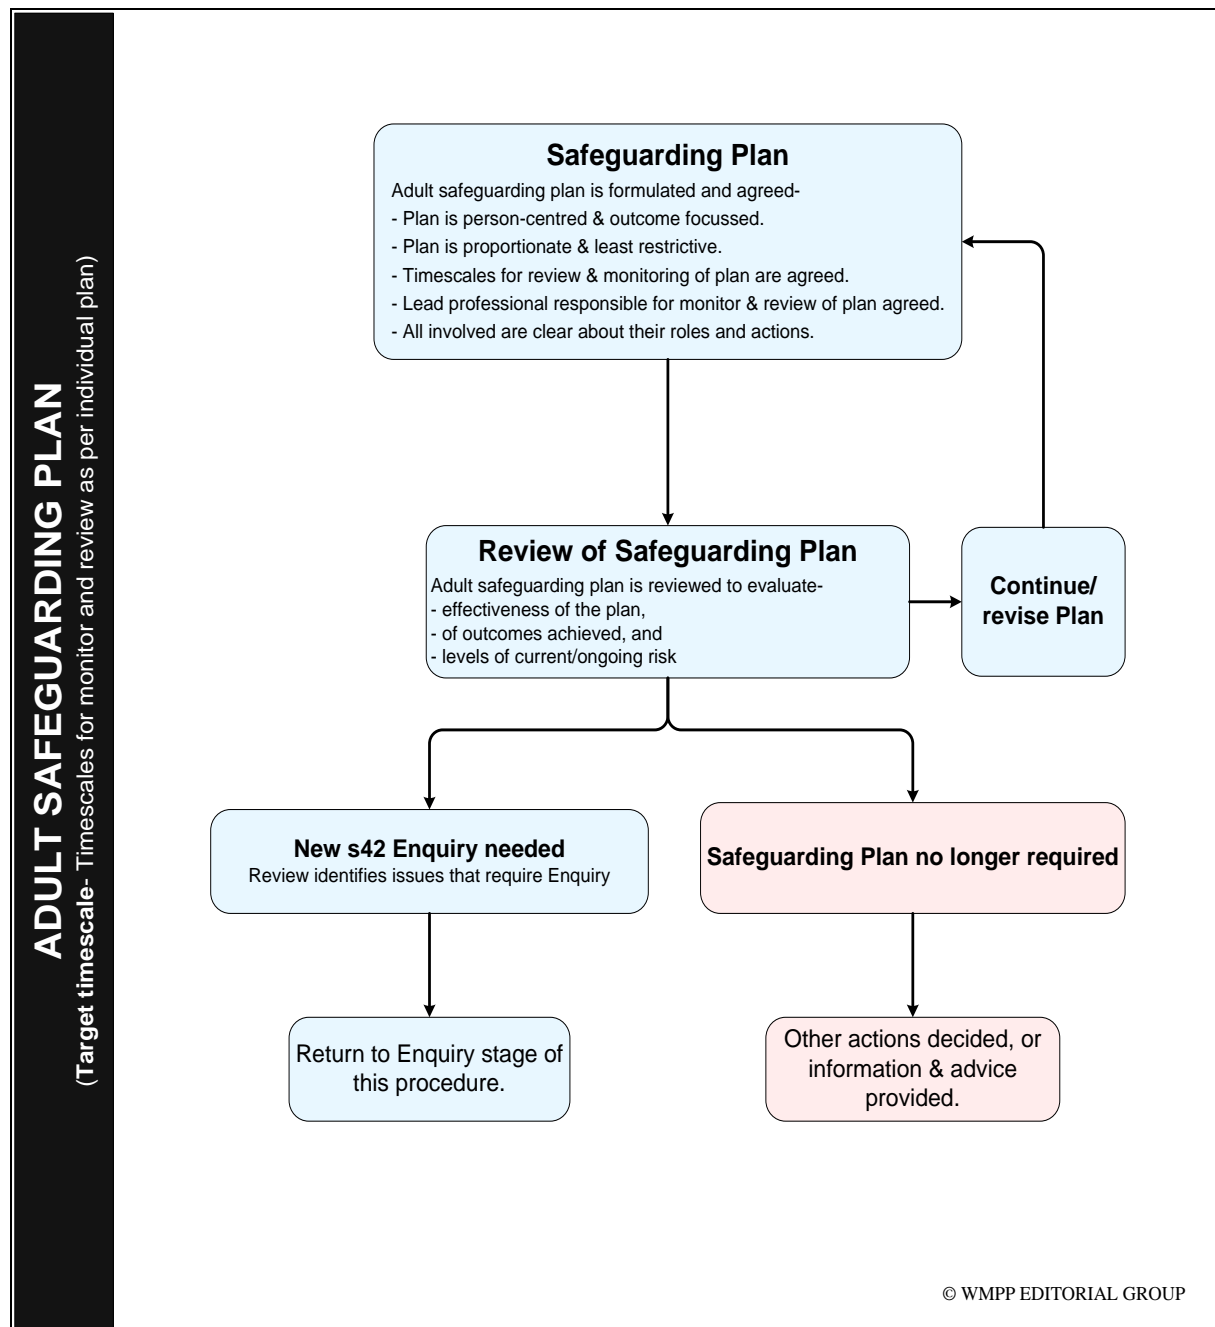 ADULT SAFEGUARDING PLAN
(Target timescale- Timescales for monitor and review as per individual plan)
Safeguarding Plan
Adult safeguarding plan is formulated and agreed-
- Plan is person-centred & outcome focussed.
- Plan is proportionate & least restrictive.
- Timescales for review & monitoring of plan are agreed.
- Lead professional responsible for monitor & review of plan agreed.
- All involved are clear about their roles and actions.
Review of Safeguarding Plan
Adult safeguarding plan is reviewed to evaluate-
- effectiveness of the plan,
- of outcomes achieved, and
- levels of current/ongoing risk
Continue/
revise Plan
New s42 Enquiry needed
Review identifies issues that require Enquiry
Safeguarding Plan no longer required
Return to Enquiry stage of
this procedure.
Other actions decided, or
information & advice
provided.
© WMPP EDITORIAL GROUP